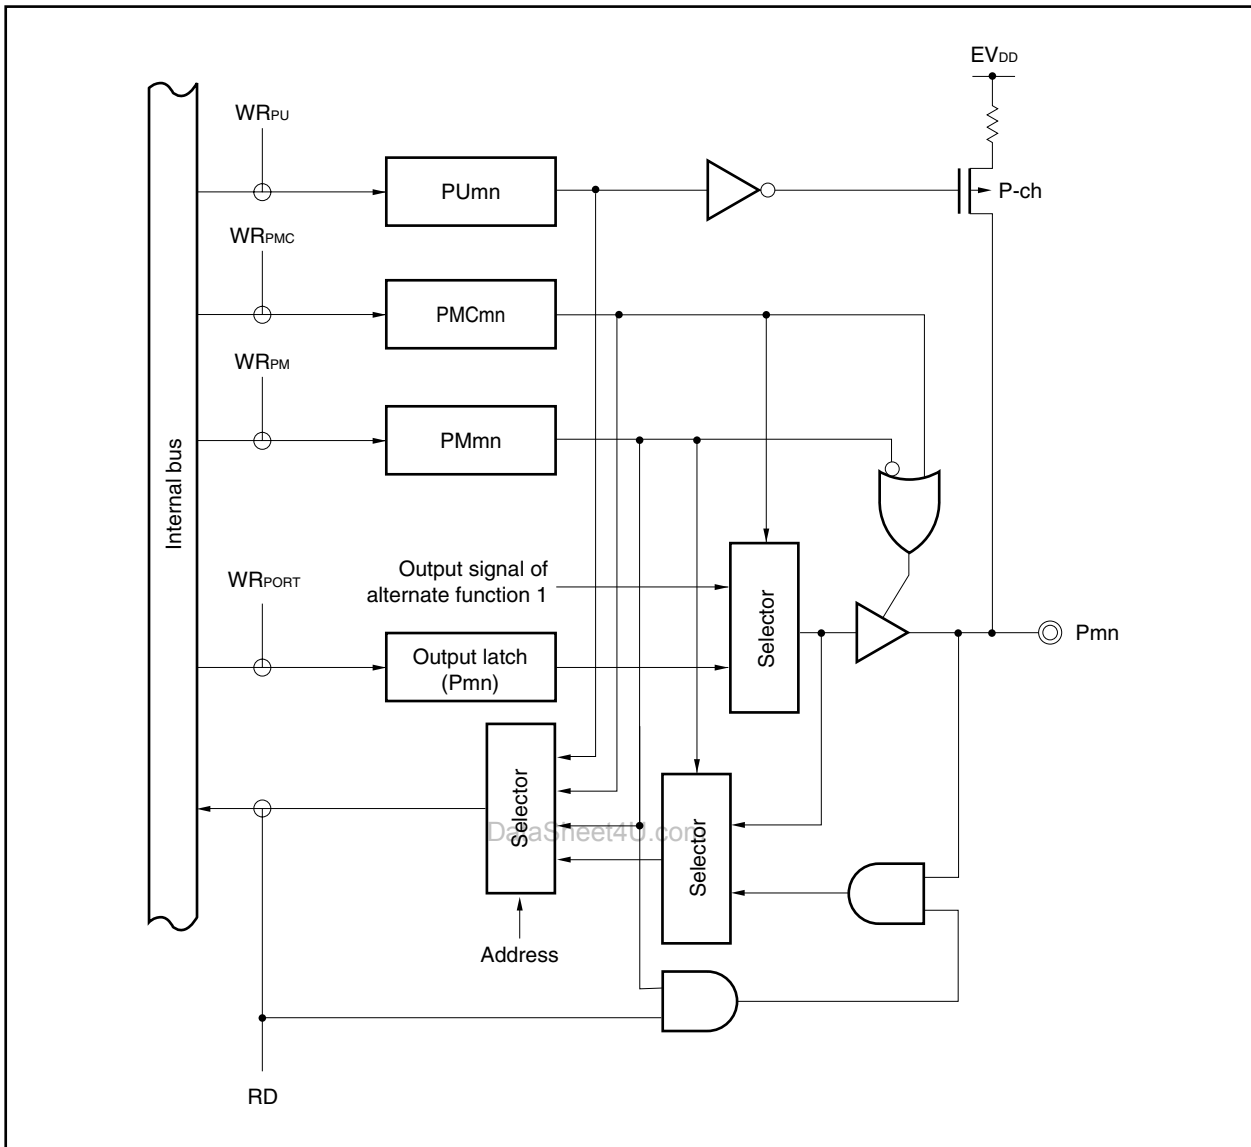 EVDD
WRPU
PUmn
P-ch
WRPMC
PMCmn
WRPM
PMmn
Internal bus
Output signal of
alternate function 1
WRPORT
Selector
Output latch
(Pmn)
Pmn
Selector
Selector
DataSheet4U.com
Address
RD